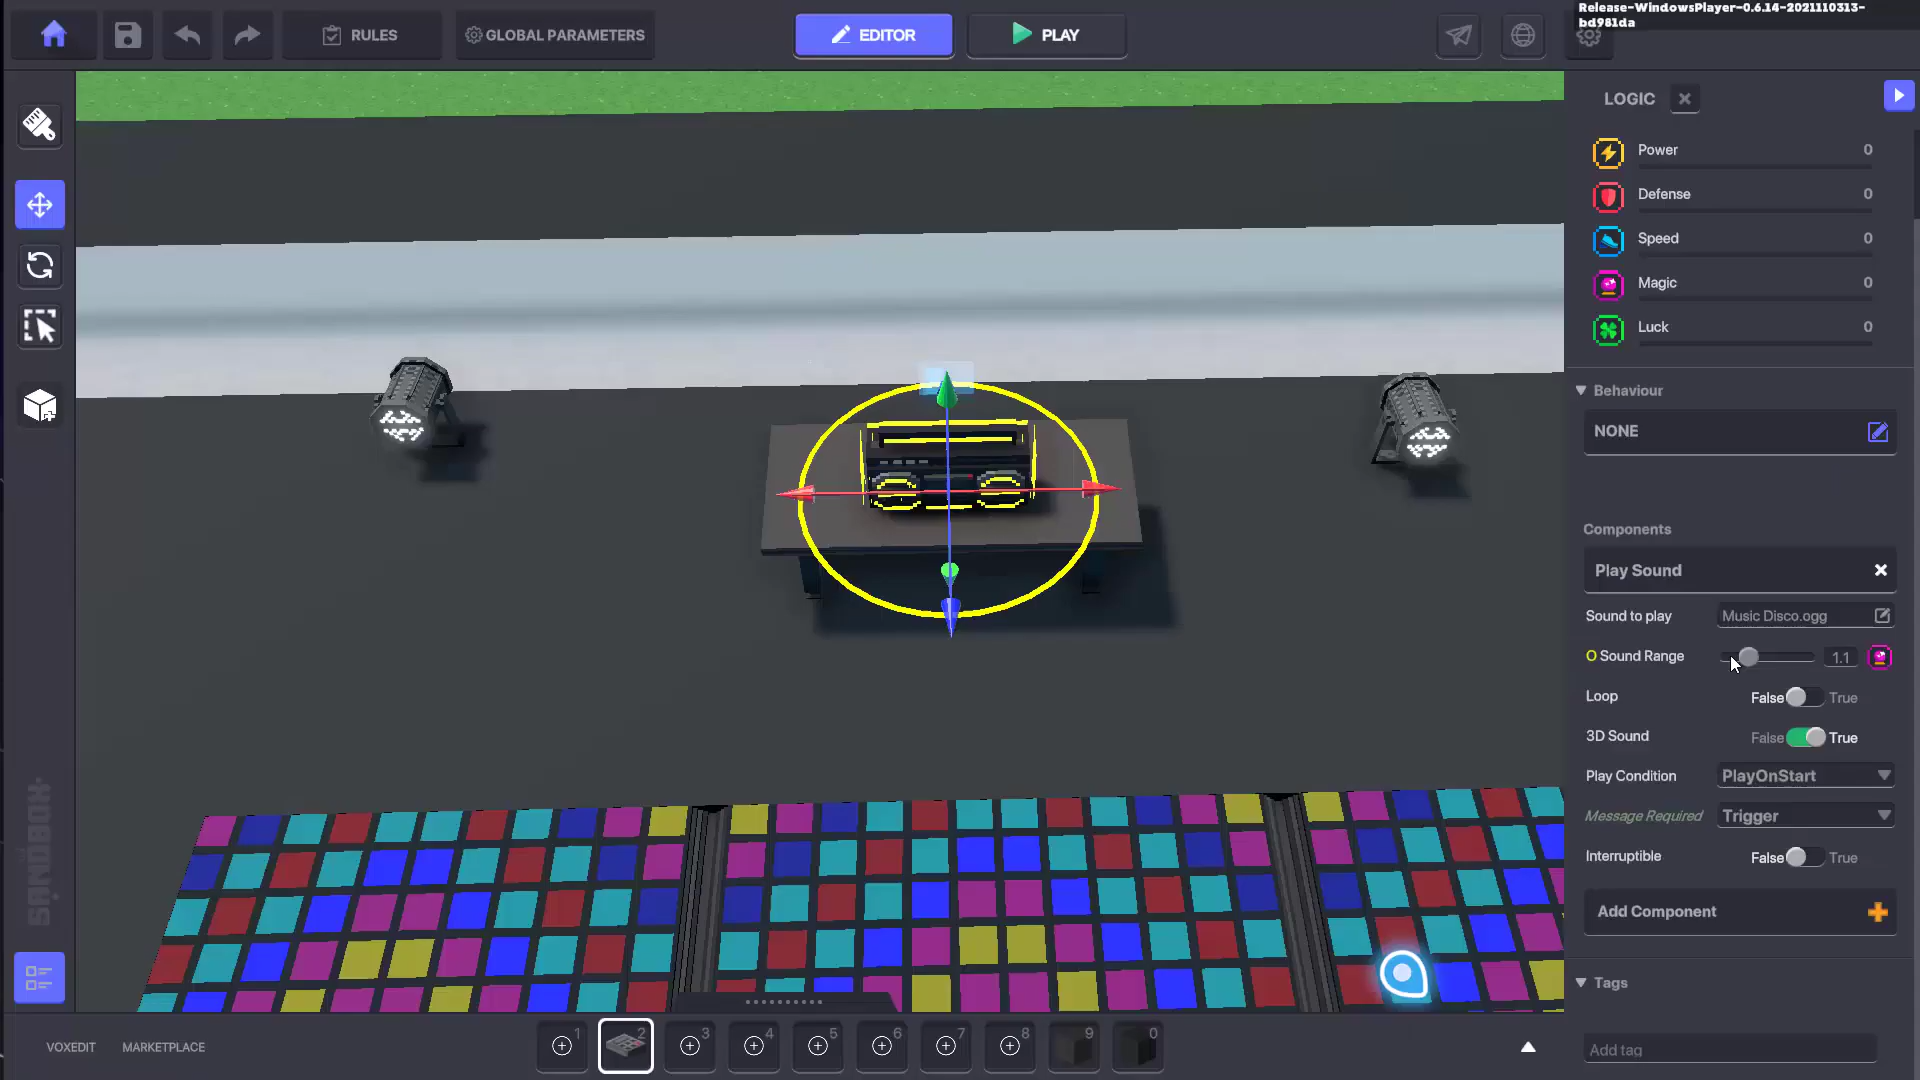 Release-WindowsPlayer-0.6.14-2021110313-
bd981da
RULES
GLOBAL PARAMETERS
EDITOR
PLAY
LOGIC
Power 0
Defense 0
Speed 0
Magic 0
Luck 0
Behaviour
NONE
Components
Play Sound
Sound to play Music Disco.ogg
Sound Range 1.1
Loop False True
3D Sound False True
Play Condition PlayOnStart
Message Required Trigger
Interruptible False True
Add Component
Tags
Add tag
THE SANDBOX
VOXEDIT MARKETPLACE
1 2 3 4 5 6 7 8 9 0